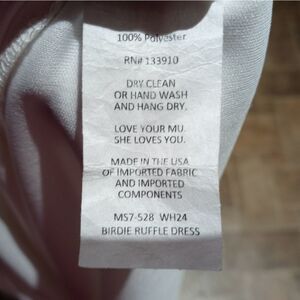 100% Polyester
RN# 133910
DRY CLEAN
OR HAND WASH
AND HANG DRY.
LOVE YOUR MU.
SHE LOVES YOU.
MADE IN THE USA
OF IMPORTED FABRIC
AND IMPORTED
COMPONENTS
MS7-528 WH24
BIRDIE RUFFLE DRESS